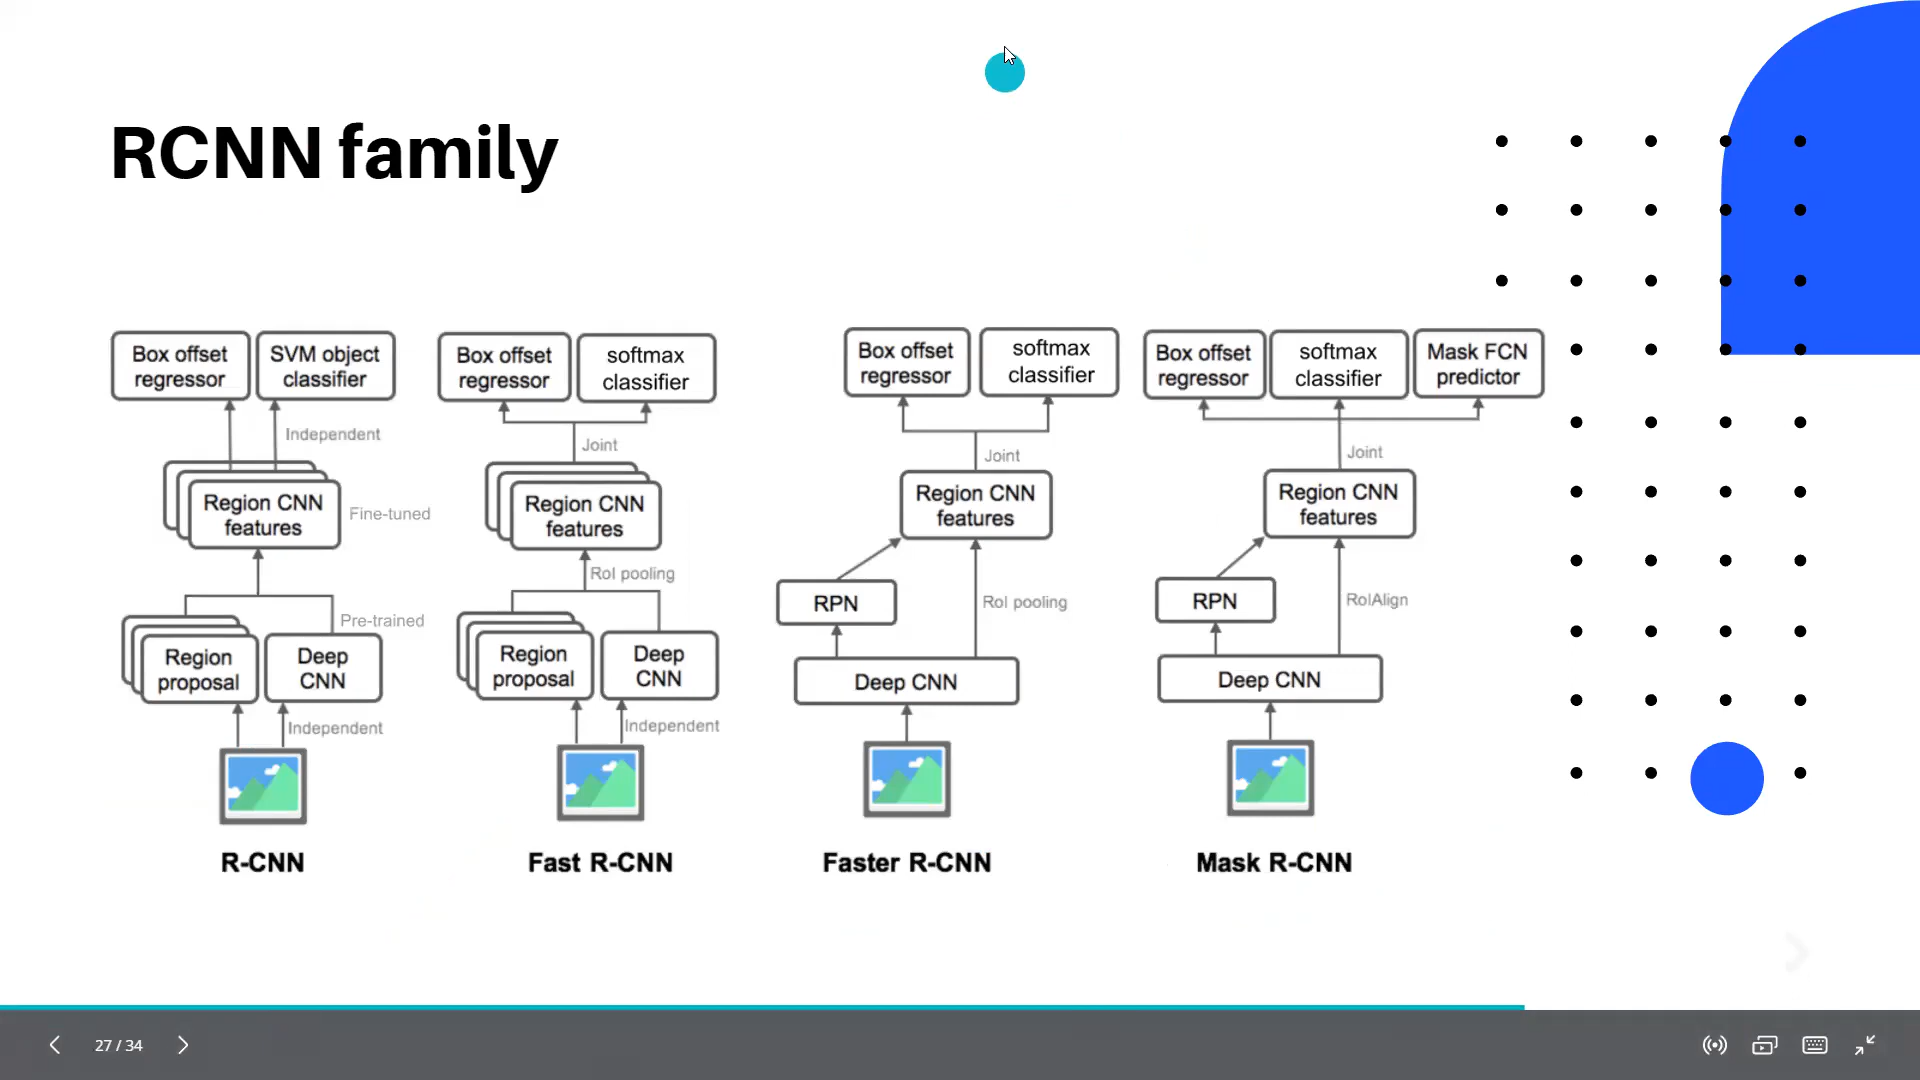 RCNN family
Box offset
regressor
SVM object
classifier
Independent
Region CNN
features
Fine-tuned
Pre-trained
Region
proposal
Deep
CNN
Independent
R-CNN
Box offset
regressor
softmax
classifier
Joint
Region CNN
features
RoI pooling
Region
proposal
Deep
CNN
Independent
Fast R-CNN
Box offset
regressor
softmax
classifier
Joint
Region CNN
features
RPN
RoI pooling
Deep CNN
Faster R-CNN
Box offset
regressor
softmax
classifier
Mask FCN
predictor
Joint
Region CNN
features
RPN
RoIAlign
Deep CNN
Mask R-CNN
27 / 34